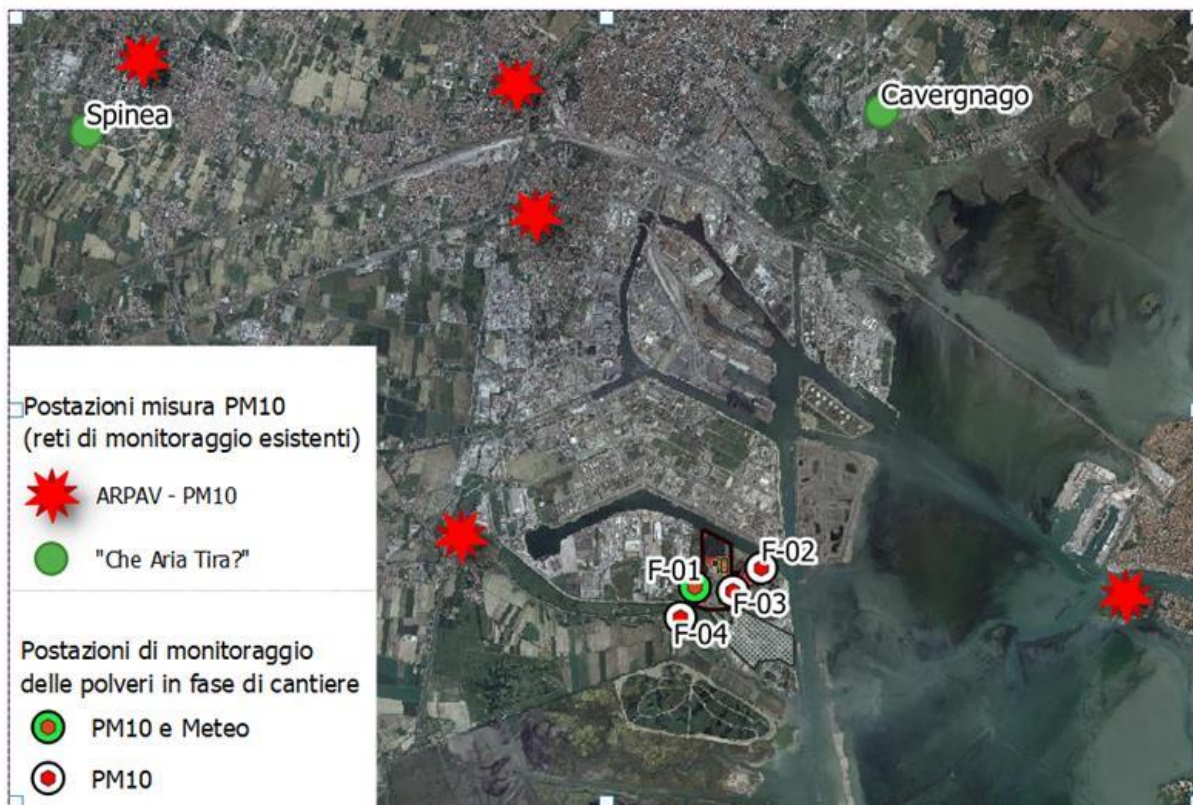 Spinea
Cavergnago
Postazioni misura PM10
(reti di monitoraggio esistenti)
ARPAV - PM10
"Che Aria Tira?"
F-02
F-01
F-03
F-04
Postazioni di monitoraggio
delle polveri in fase di cantiere
PM10 e Meteo
PM10